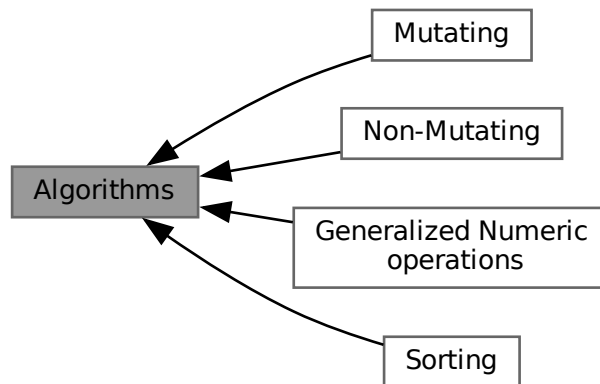 Mutating
Non-Mutating
Algorithms
Generalized Numeric
operations
Sorting